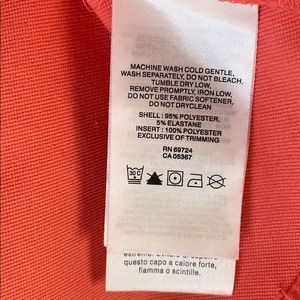 MACHINE WASH COLD GENTLE,
WASH SEPARATELY, DO NOT BLEACH,
TUMBLE DRY LOW,
REMOVE PROMPTLY, IRON LOW,
DO NOT USE FABRIC SOFTENER,
DO NOT DRYCLEAN
SHELL : 95% POLYESTER,
5% ELASTANE
INSERT : 100% POLYESTER
EXCLUSIVE OF TRIMMING
RN 69724
CA 05367
30 C
questo capo a calore forte,
fiamma o scintille.